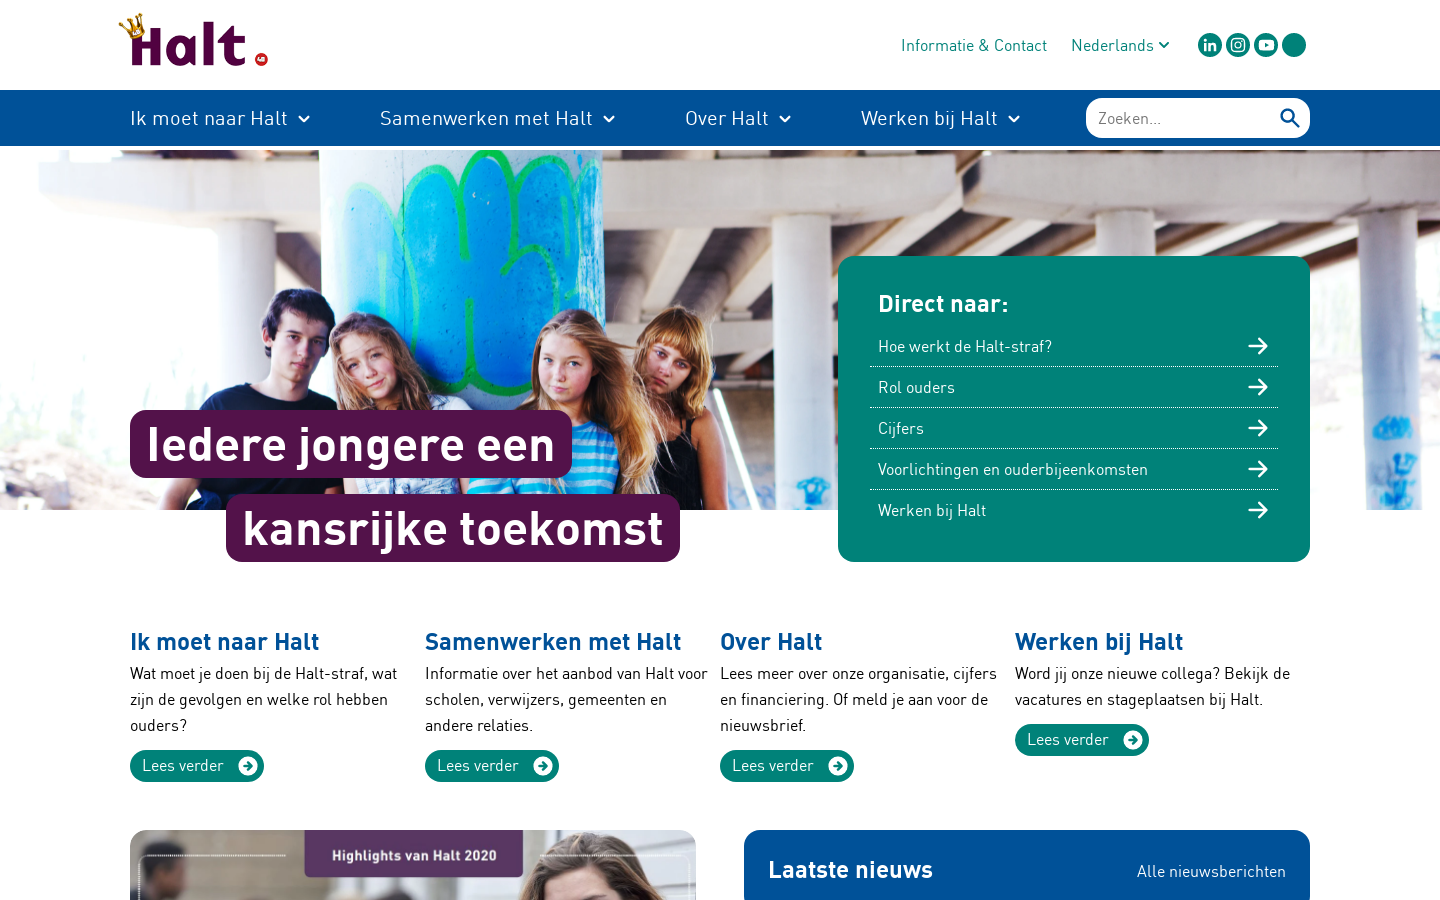 Halt.
Informatie & Contact
Nederlands
Ik moet naar Halt
Samenwerken met Halt
Over Halt
Werken bij Halt
Zoeken...
Iedere jongere een
kansrijke toekomst
Direct naar:
Hoe werkt de Halt-straf?
Rol ouders
Cijfers
Voorlichtingen en ouderbijeenkomsten
Werken bij Halt
Ik moet naar Halt
Wat moet je doen bij de Halt-straf, wat
zijn de gevolgen en welke rol hebben
ouders?
Lees verder
Samenwerken met Halt
Informatie over het aanbod van Halt voor
scholen, verwijzers, gemeenten en
andere relaties.
Lees verder
Over Halt
Lees meer over onze organisatie, cijfers
en financiering. Of meld je aan voor de
nieuwsbrief.
Lees verder
Werken bij Halt
Word jij onze nieuwe collega? Bekijk de
vacatures en stageplaatsen bij Halt.
Lees verder
Highlights van Halt 2020
Laatste nieuws
Alle nieuwsberichten